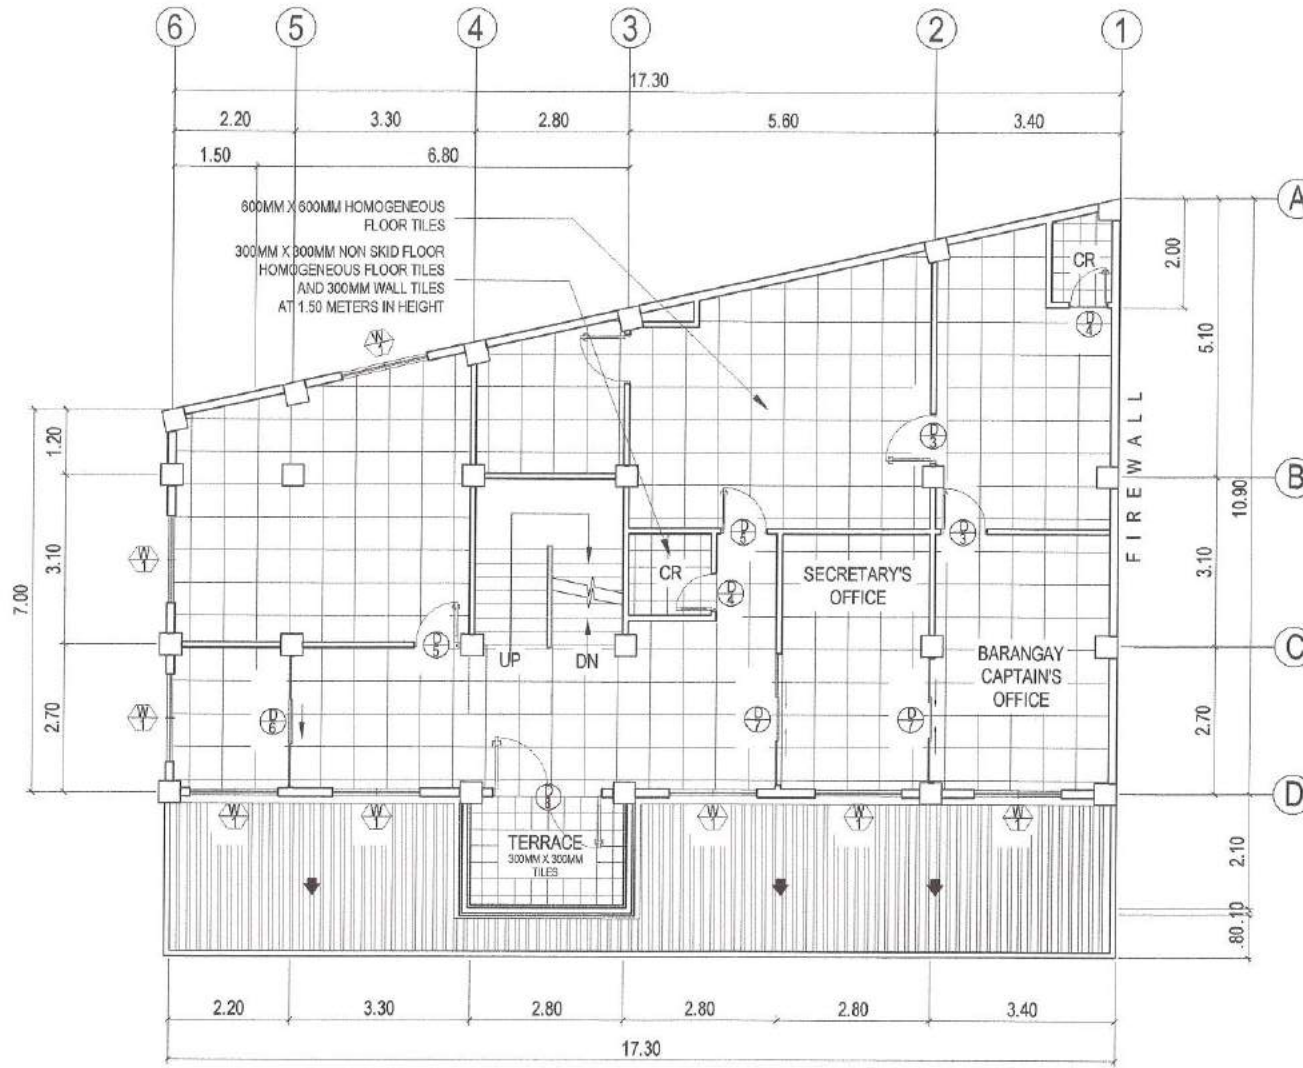 6 5 4 3 2 1
17.30
2.20 3.30 2.80 5.60 3.40
1.50 6.80
A
600MM X 600MM HOMOGENEOUS
FLOOR TILES
300MM X 300MM NON SKID FLOOR
HOMOGENEOUS FLOOR TILES
AND 300MM WALL TILES
AT 1.50 METERS IN HEIGHT
CR
2.00
D
4
W
1
5.10
FIREWALL
1.20
D
3
B
10.90
7.00
3.10
W
1
D
5
D
3
3.10
CR
SECRETARY'S
OFFICE
D
4
D
5
UP
DN
BARANGAY
CAPTAIN'S
OFFICE
C
2.70
W
1
D
6
D
7
D
7
2.70
D
8
D
W
1
W
1
W
1
W
1
W
1
TERRACE
300MM X 300MM
TILES
2.10
.10
.80
2.20 3.30 2.80 2.80 2.80 3.40
17.30